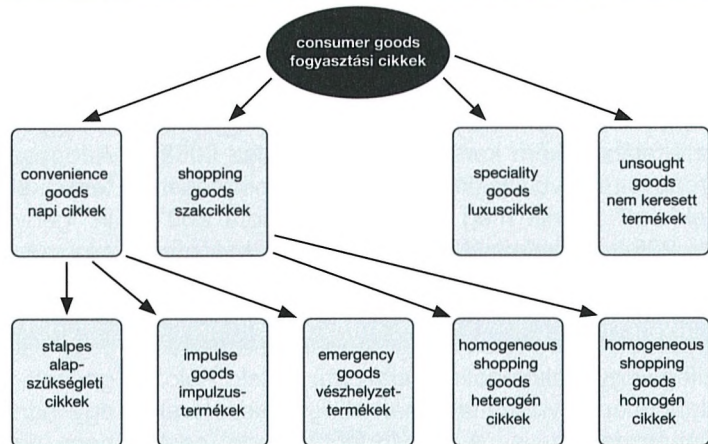 consumer goods
fogyasztási cikkek
convenience
goods
napi cikkek
shopping
goods
szakcikkek
speciality
goods
luxuscikkek
unsought
goods
nem keresett
termékek
stalpes
alap-
szükségleti
cikkek
impulse
goods
impulzus-
termékek
emergency
goods
vészhelyzet-
termékek
homogeneous
shopping
goods
heterogén
cikkek
homogeneous
shopping
goods
homogén
cikkek